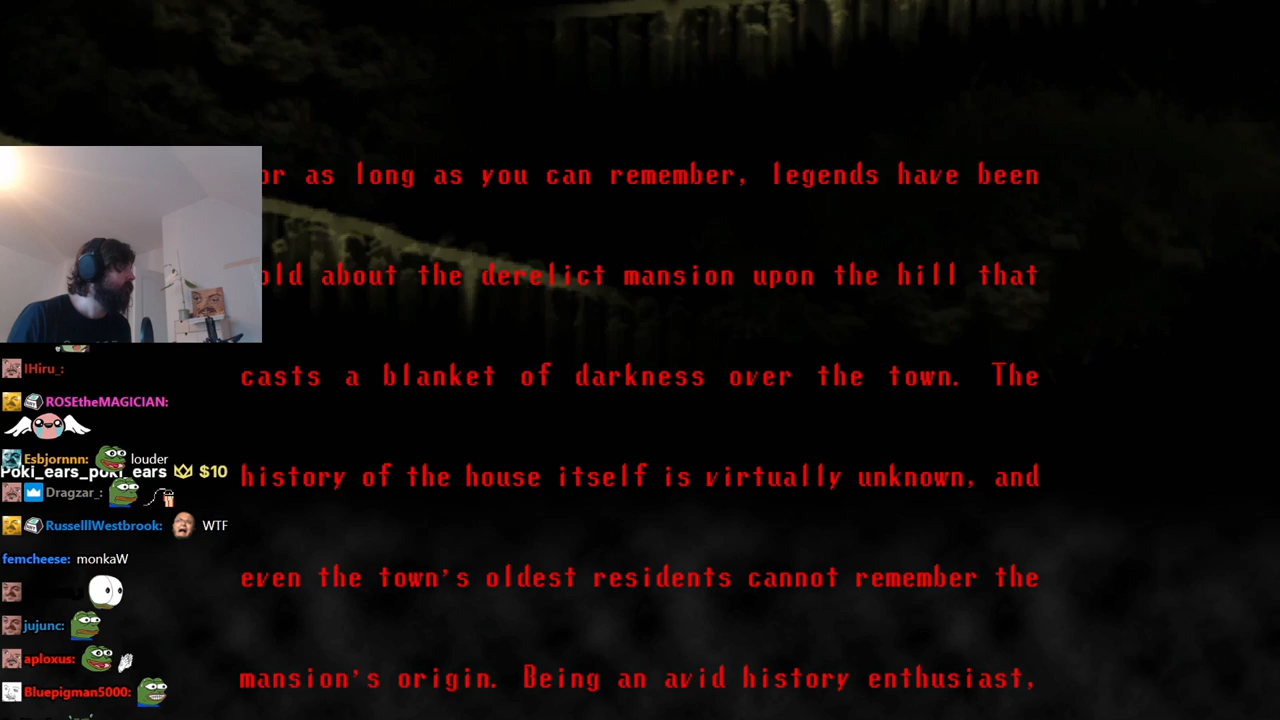 or as long as you can remember, legends have been
old about the derelict mansion upon the hill that
casts a blanket of darkness over the town. The
history of the house itself is virtually unknown, and
even the town's oldest residents cannot remember the
mansion's origin. Being an avid history enthusiast,
IHiru_:
ROSEtheMAGICIAN:
Esbjornnn: louder
Poki_ears_poki_ears $10
Dragzar_:
RusselllWestbrook: WTF
femcheese: monkaW
jujunc:
aploxus:
Bluepigman5000: